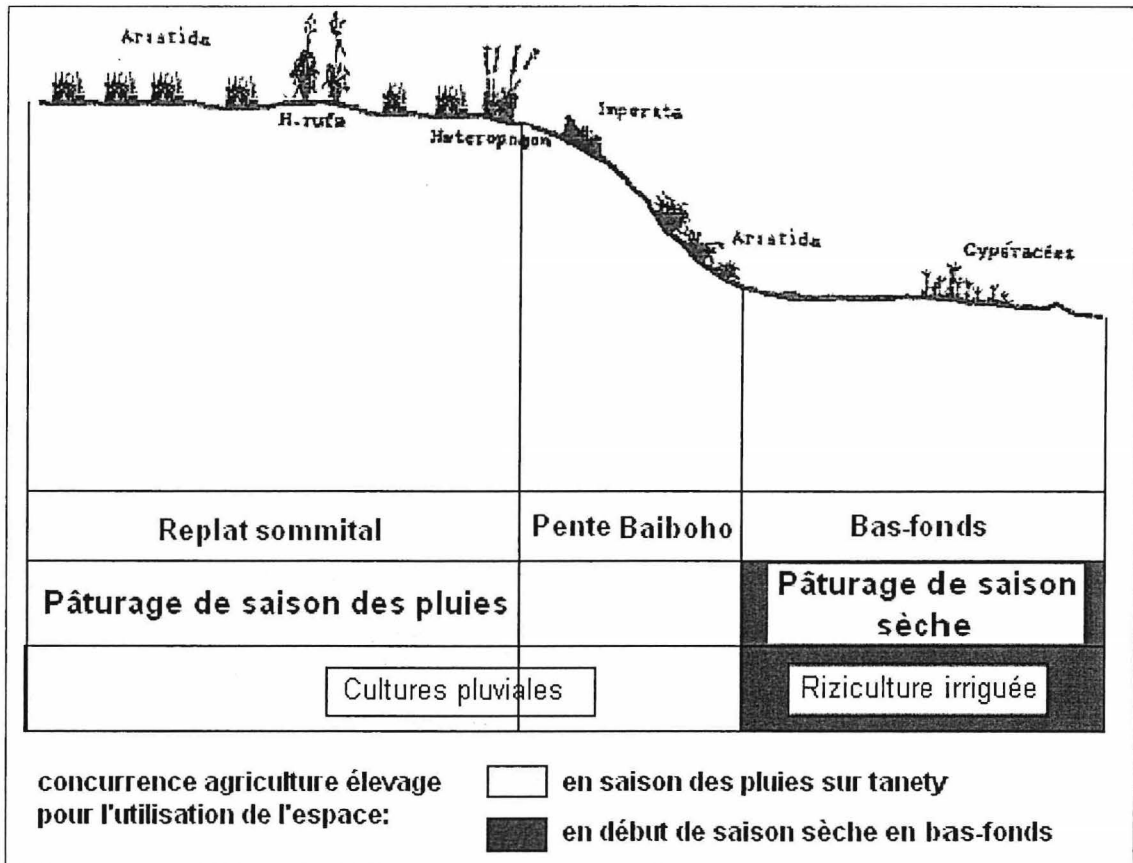 Aristida
H.rufa
Heteropogon
Imperata
Aristida
Cypéracées
Replat sommital
Pente Baiboho
Bas-fonds
Pâturage de saison des pluies
Pâturage de saison
sèche
Cultures pluviales
Riziculture irriguée
concurrence agriculture élevage
pour l'utilisation de l'espace:
en saison des pluies sur tanety
en début de saison sèche en bas-fonds